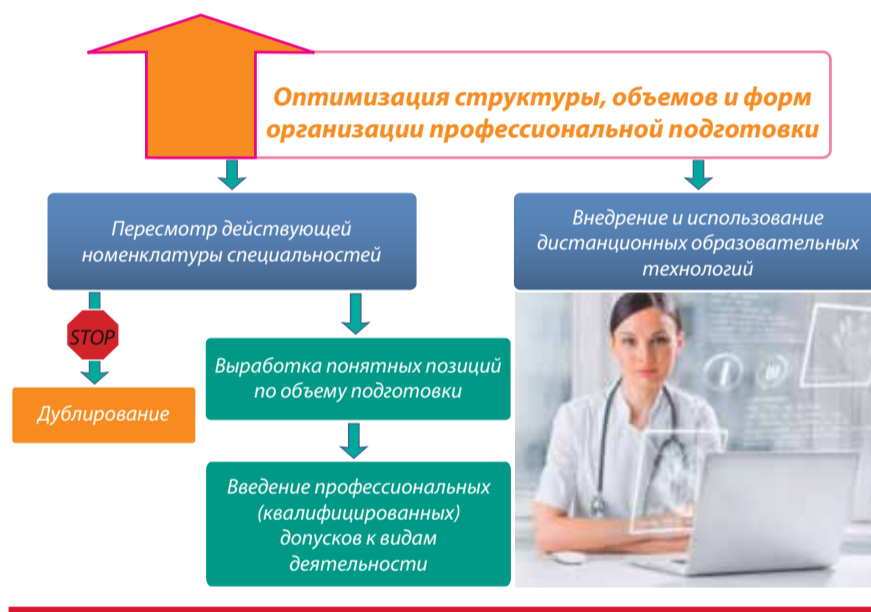 Оптимизация структуры, объемов и форм
организации профессиональной подготовки
Пересмотр действующей
номенклатуры специальностей
Внедрение и использование
дистанционных образовательных
технологий
STOP
Дублирование
Выработка понятных позиций
по объему подготовки
Введение профессиональных
(квалифицированных)
допусков к видам
деятельности